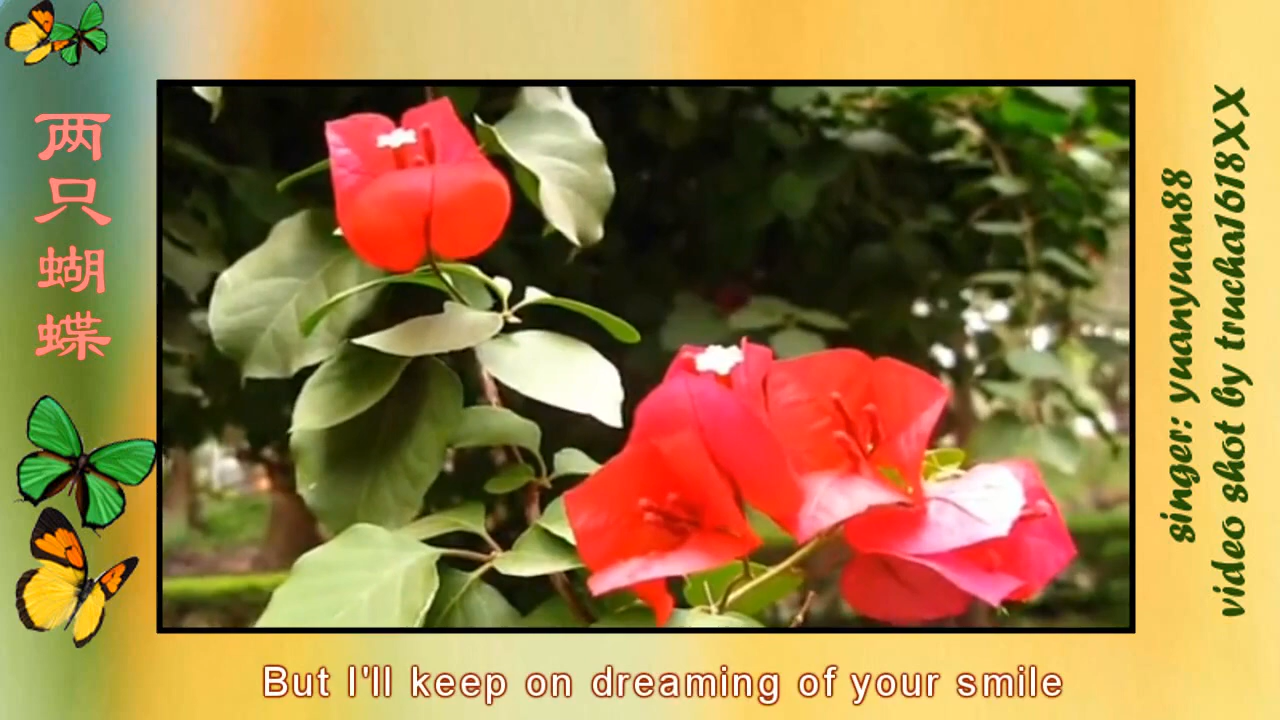 两只蝴蝶
singer: yuanyuan88
video shot by trucha1618XX
But I'll keep on dreaming of your smile